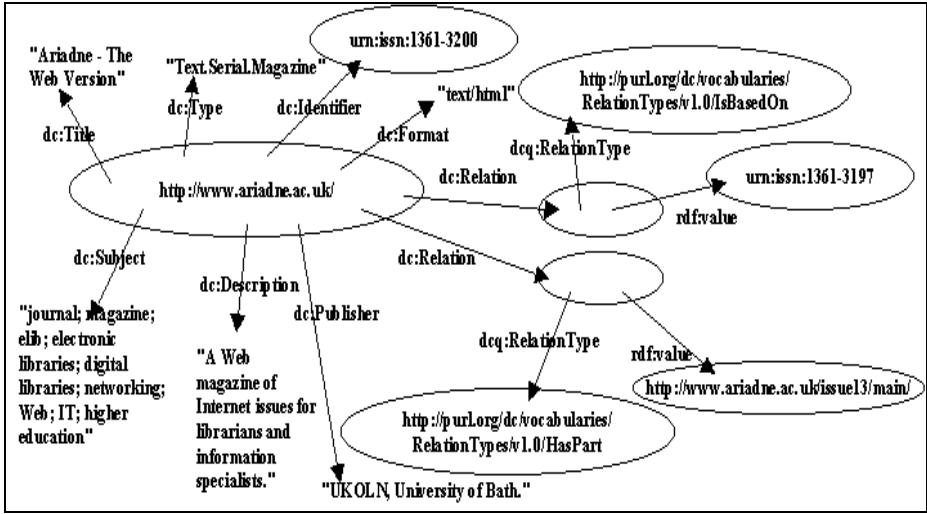 urn:issn:1361-3200
"Ariadne - The
Web Version"
"Text.Serial.Magazine"
"text/html"
http://purl.org/dc/vocabularies/
RelationTypes/v1.0/IsBasedOn
dc:Title
dc:Type
dc:Identifier
dc:Format
dcq:RelationType
http://www.ariadne.ac.uk/
dc:Relation
urn:issn:1361-3197
rdf:value
dc:Subject
dc:Description
dc:Publisher
dc:Relation
"journal; magazine;
elib; electronic
libraries; digital
libraries; networking;
Web; IT; higher
education"
"A Web
magazine of
Internet issues for
librarians and
information
specialists."
dcq:RelationType
rdf:value
http://www.ariadne.ac.uk/issue13/main/
http://purl.org/dc/vocabularies/
RelationTypes/v1.0/HasPart
"UKOLN, University of Bath."